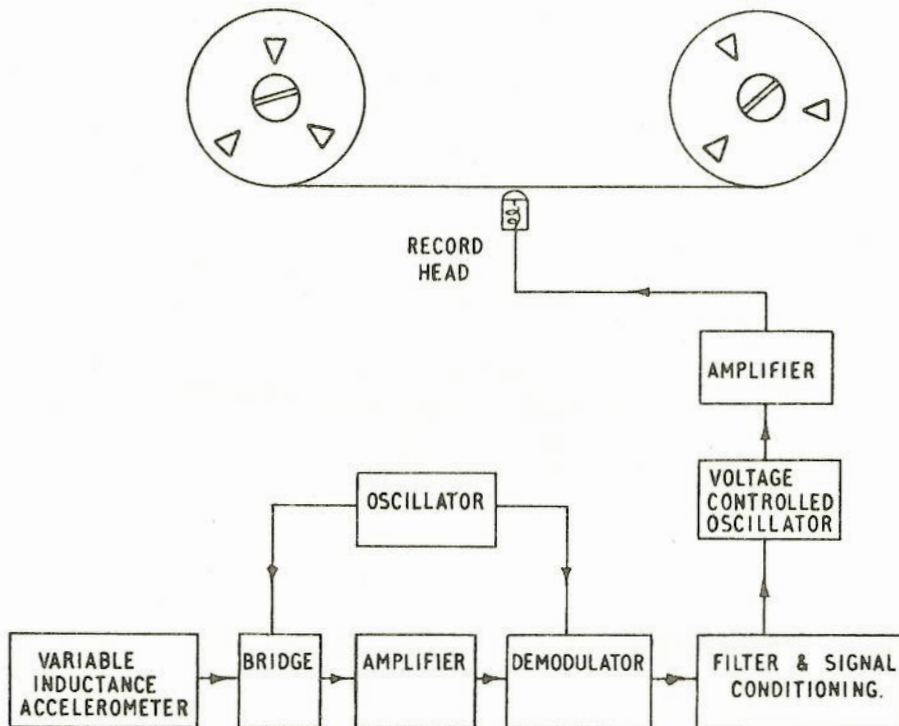 RECORD
HEAD
AMPLIFIER
VOLTAGE
CONTROLLED
OSCILLATOR
OSCILLATOR
VARIABLE
INDUCTANCE
ACCELEROMETER
BRIDGE
AMPLIFIER
DEMODULATOR
FILTER & SIGNAL
CONDITIONING.